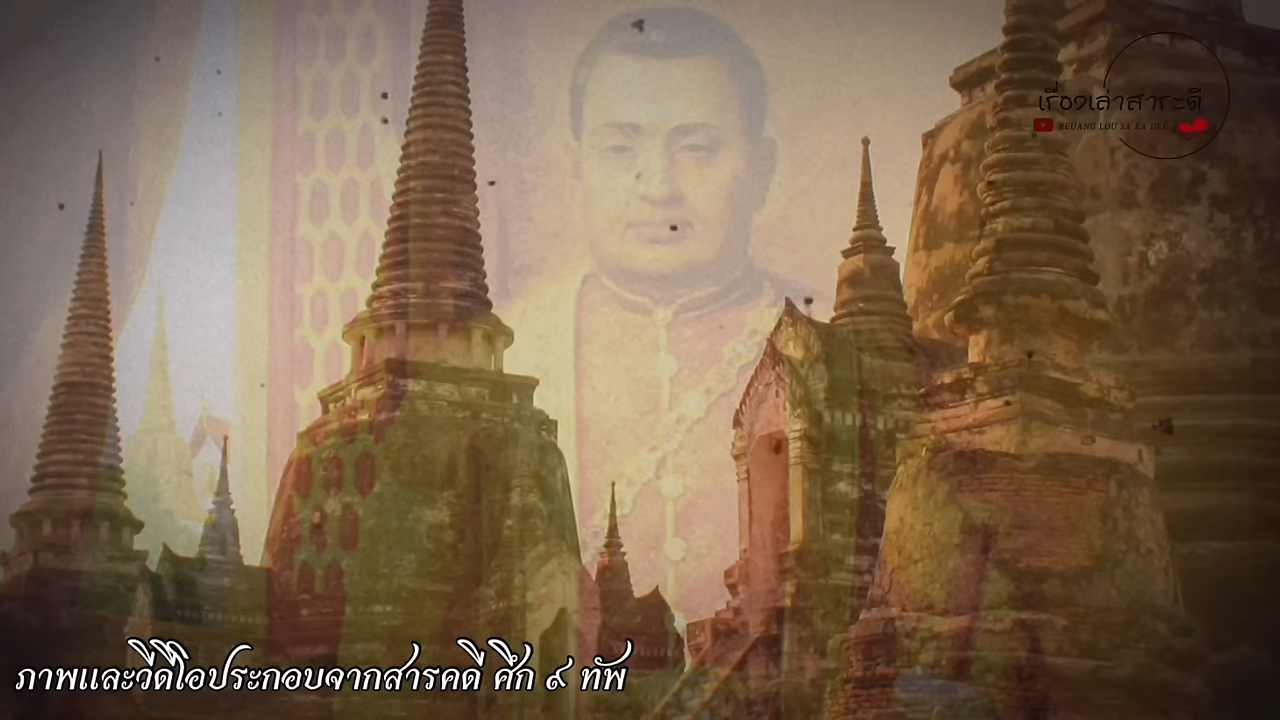 เรื่องเล่าสาระดี
REUANG LOU SA RA DEE
ภาพและวีดีโอประกอบจากสารคดี ศึก ๙ ทัพ